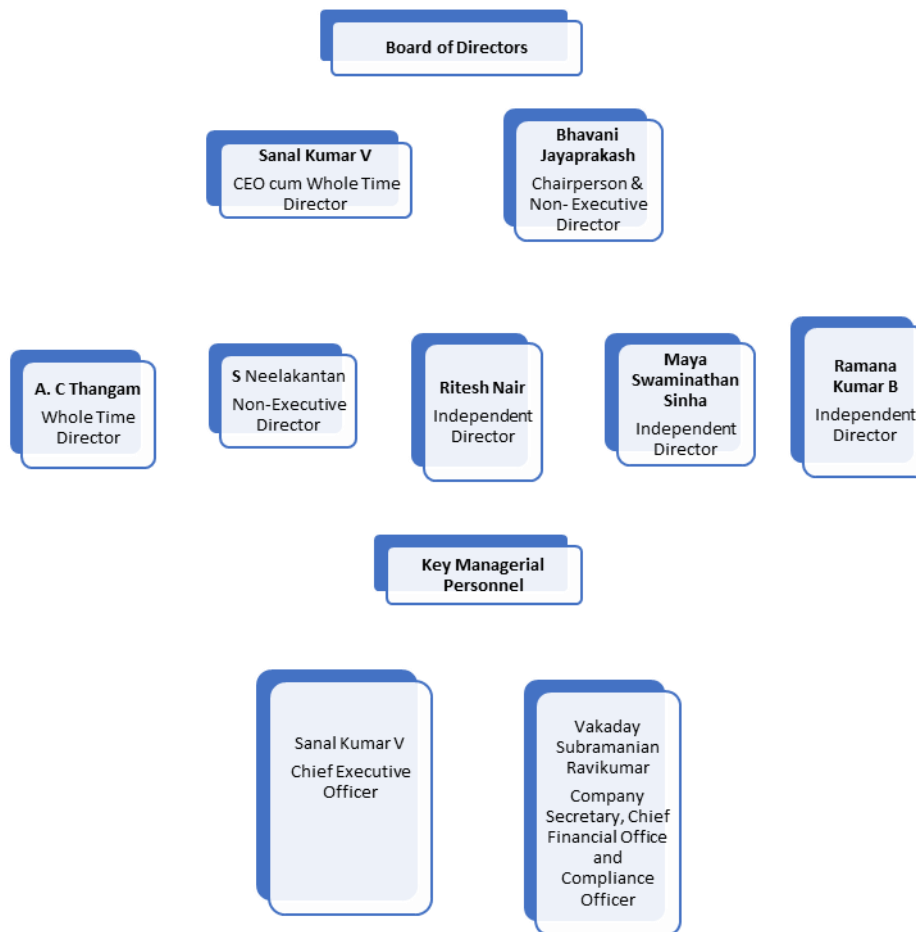 Board of Directors
Sanal Kumar V
CEO cum Whole Time
Director
Bhavani
Jayaprakash
Chairperson &
Non- Executive
Director
A. C Thangam
Whole Time
Director
S Neelakantan
Non-Executive
Director
Ritesh Nair
Independent
Director
Maya
Swaminathan
Sinha
Independent
Director
Ramana
Kumar B
Independent
Director
Key Managerial
Personnel
Sanal Kumar V
Chief Executive
Officer
Vakaday
Subramanian
Ravikumar
Company
Secretary, Chief
Financial Office
and
Compliance
Officer